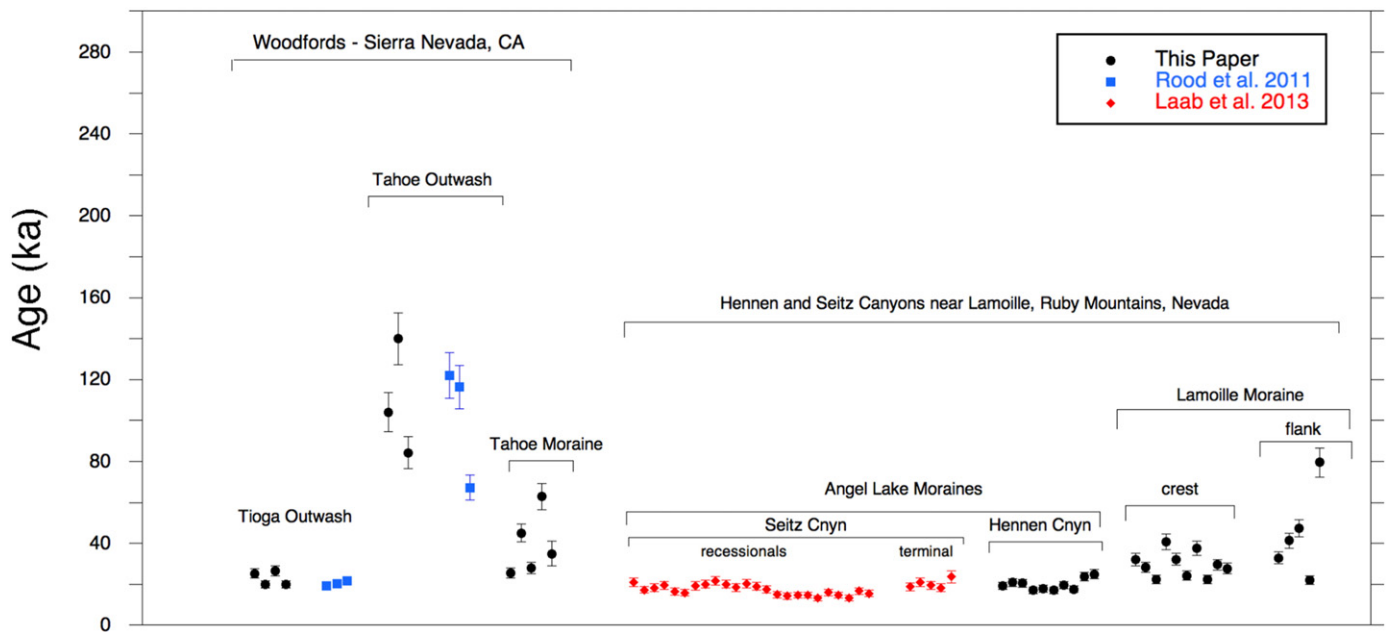 Woodfords - Sierra Nevada, CA
This Paper
Rood et al. 2011
Laab et al. 2013
Tahoe Outwash
Hennen and Seitz Canyons near Lamoille, Ruby Mountains, Nevada
Lamoille Moraine
flank
Tahoe Moraine
Angel Lake Moraines
crest
Tioga Outwash
Seitz Cnyn
Hennen Cnyn
recessionals
terminal
Age (ka)
280
240
200
160
120
80
40
0